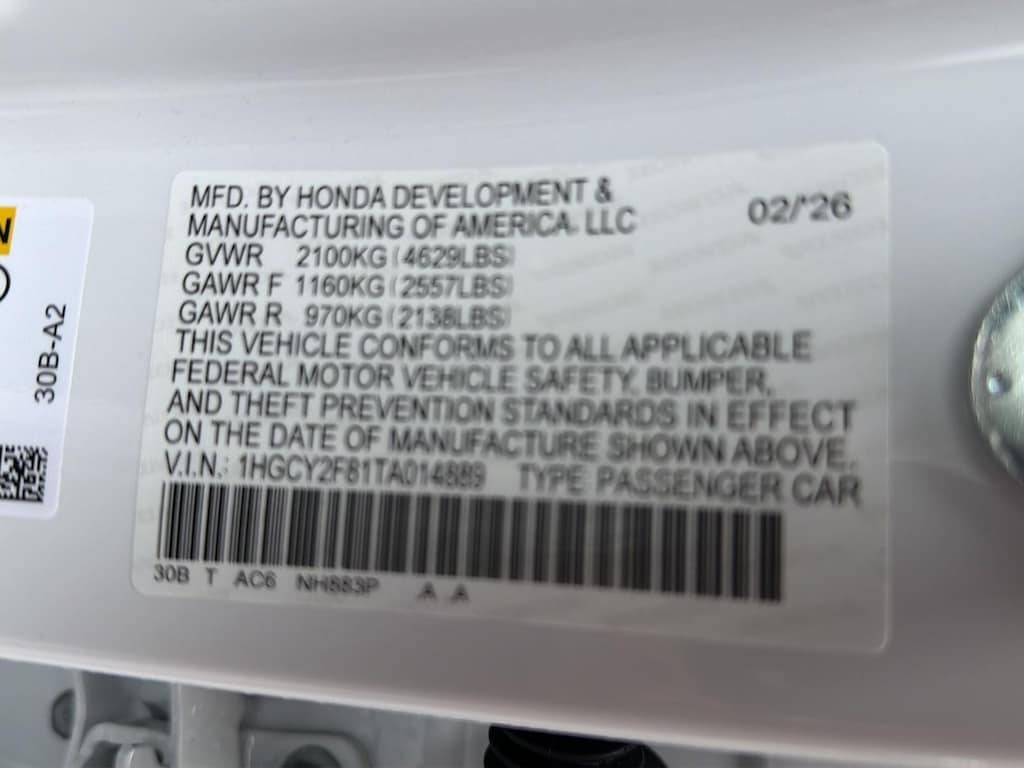 MFD. BY HONDA DEVELOPMENT &
MANUFACTURING OF AMERICA, LLC
02/'26
GVWR 2100KG (4629LBS)
GAWR F 1160KG (2557LBS)
GAWR R 970KG (2138LBS)
THIS VEHICLE CONFORMS TO ALL APPLICABLE
FEDERAL MOTOR VEHICLE SAFETY, BUMPER,
AND THEFT PREVENTION STANDARDS IN EFFECT
ON THE DATE OF MANUFACTURE SHOWN ABOVE.
V.I.N.: 1HGCY2F81TA014889 TYPE: PASSENGER CAR
30B T AC6 NH883P A A
N
30B-A2